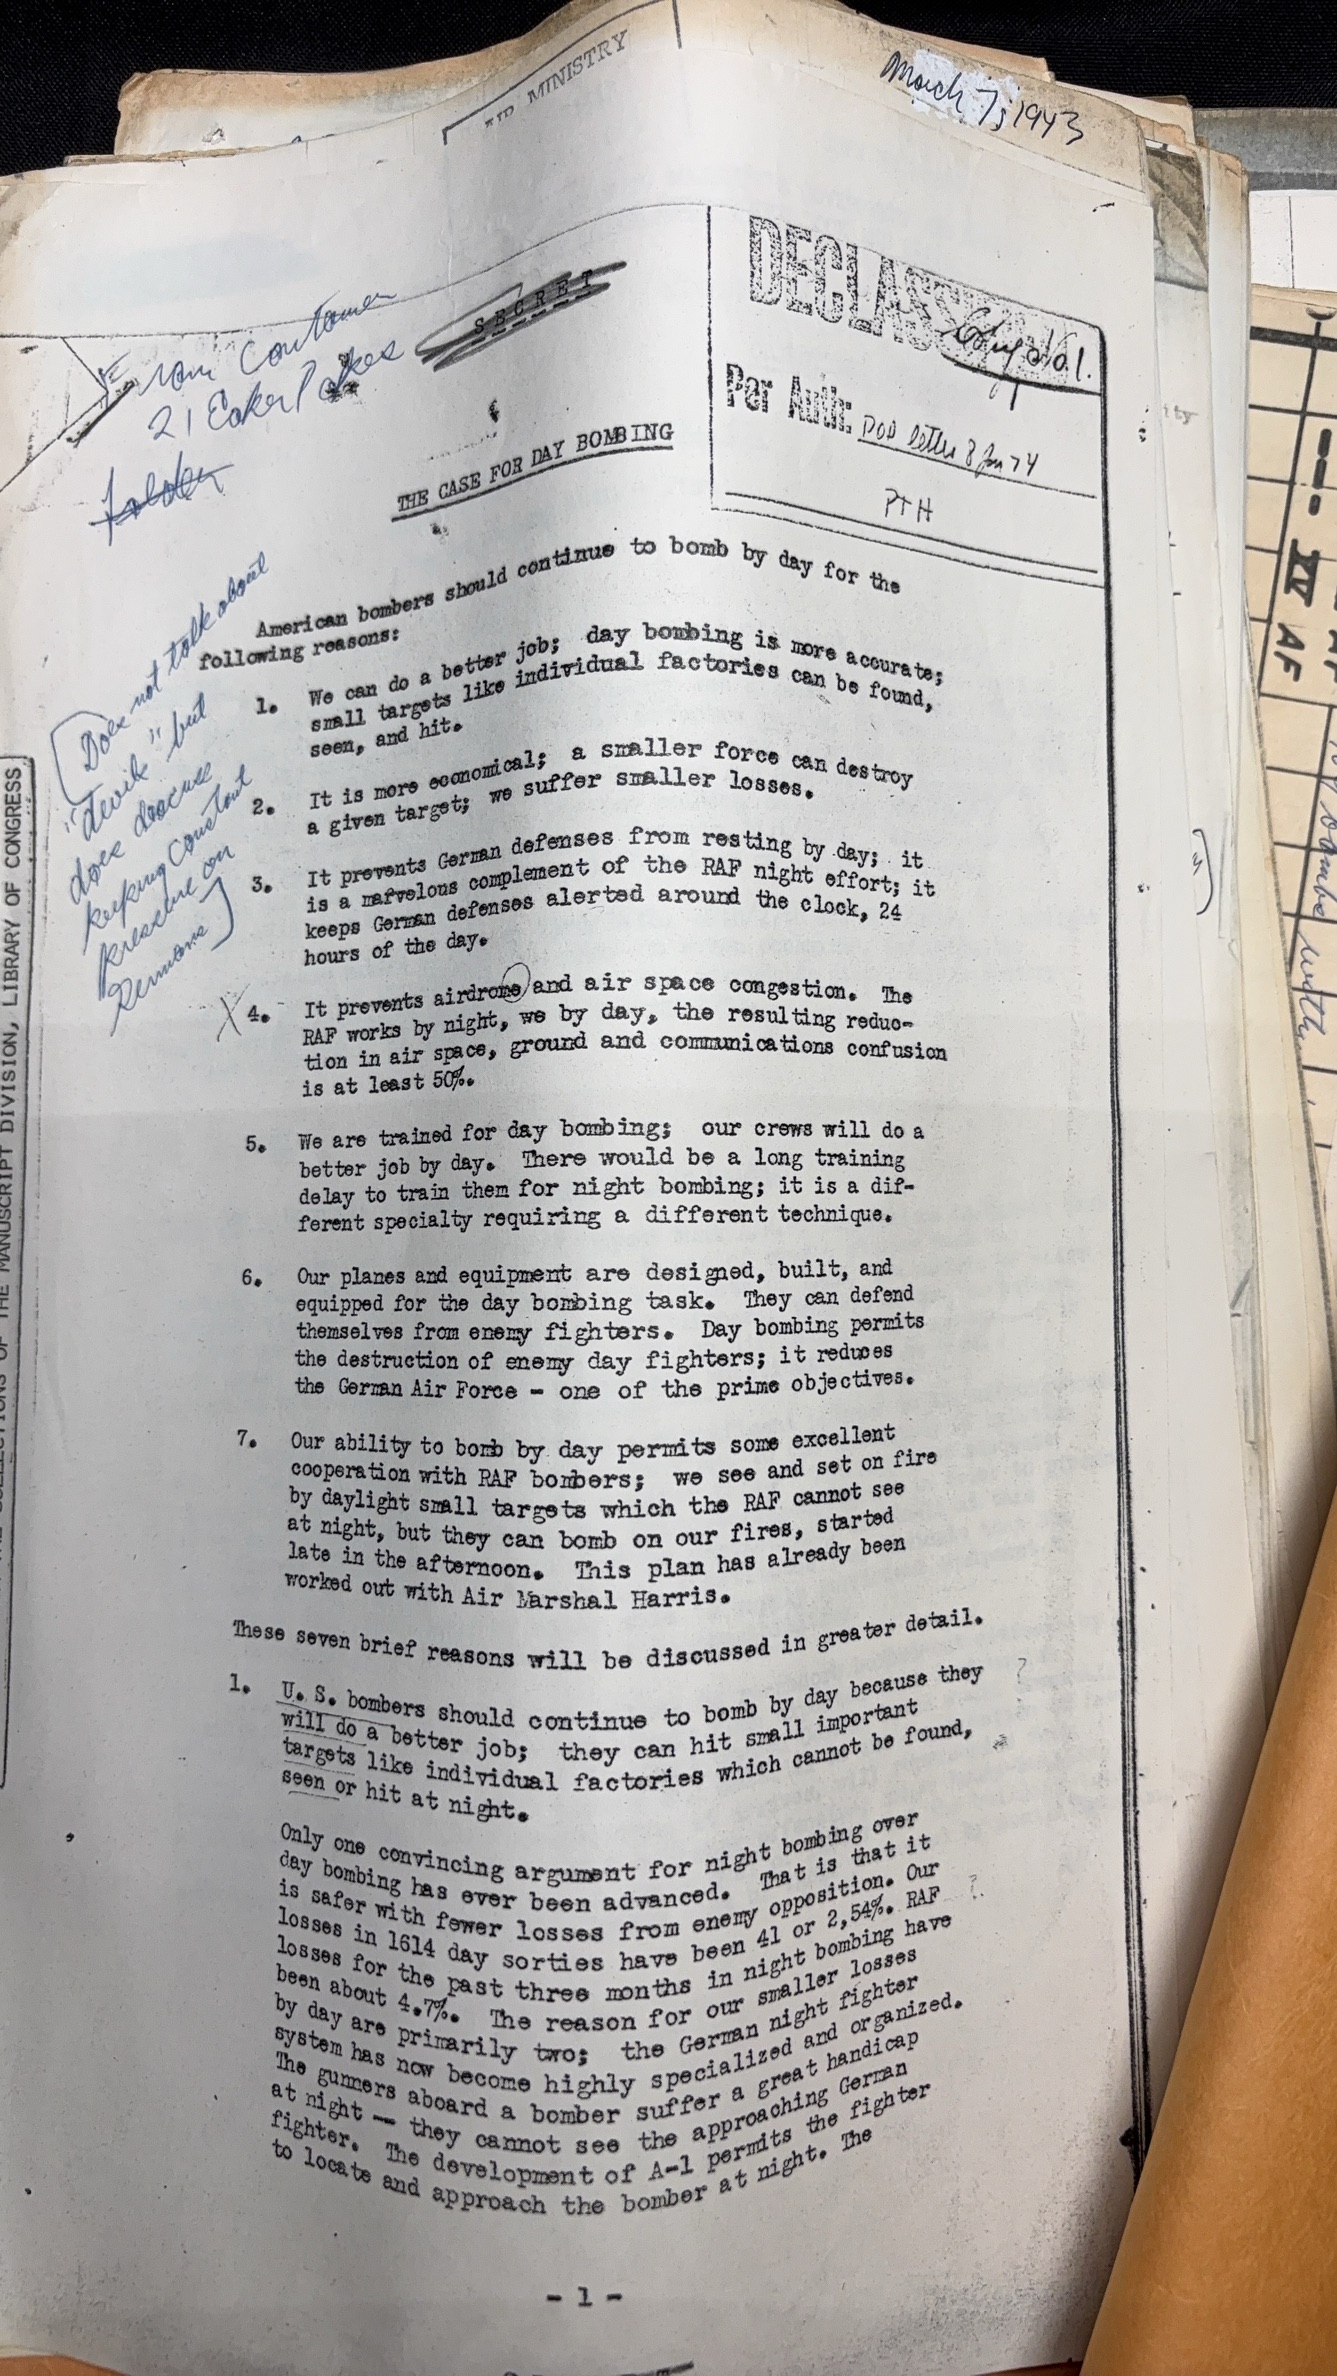 AIR MINISTRY
March 7, 1943
SECRET
DECLASS
Per Auth: DOD letter 8 Jan 74
PTH
From Container
21 Eaker Papers
Folder
THE CASE FOR DAY BOMBING
(Does not talk about
"devils" but
does discuss
keeping constant
pressure on
Germans)
American bombers should continue to bomb by day for the
following reasons:
1. We can do a better job; day bombing is more accurate;
small targets like individual factories can be found,
seen, and hit.
2. It is more economical; a smaller force can destroy
a given target; we suffer smaller losses.
3. It prevents German defenses from resting by day; it
is a marvelous complement of the RAF night effort; it
keeps German defenses alerted around the clock, 24
hours of the day.
X 4. It prevents airdrome and air space congestion. The
RAF works by night, we by day, the resulting reduc-
tion in air space, ground and communications confusion
is at least 50%.
5. We are trained for day bombing; our crews will do a
better job by day. There would be a long training
delay to train them for night bombing; it is a dif-
ferent specialty requiring a different technique.
6. Our planes and equipment are designed, built, and
equipped for the day bombing task. They can defend
themselves from enemy fighters. Day bombing permits
the destruction of enemy day fighters; it reduces
the German Air Force - one of the prime objectives.
7. Our ability to bomb by day permits some excellent
cooperation with RAF bombers; we see and set on fire
by daylight small targets which the RAF cannot see
at night, but they can bomb on our fires, started
late in the afternoon. This plan has already been
worked out with Air Marshal Harris.
These seven brief reasons will be discussed in greater detail.
1. U. S. bombers should continue to bomb by day because they ?
will do a better job; they can hit small important
targets like individual factories which cannot be found,
seen or hit at night.
Only one convincing argument for night bombing over
day bombing has ever been advanced. That is that it
is safer with fewer losses from enemy opposition. Our ?
losses in 1614 day sorties have been 41 or 2,54%. RAF
losses for the past three months in night bombing have
been about 4.7%. The reason for our smaller losses
by day are primarily two; the German night fighter
system has now become highly specialized and organized.
The gunners aboard a bomber suffer a great handicap
at night -- they cannot see the approaching German
fighter. The development of A-1 permits the fighter
to locate and approach the bomber at night. The
- 1 -
MANUSCRIPT DIVISION, LIBRARY OF CONGRESS
IV AF